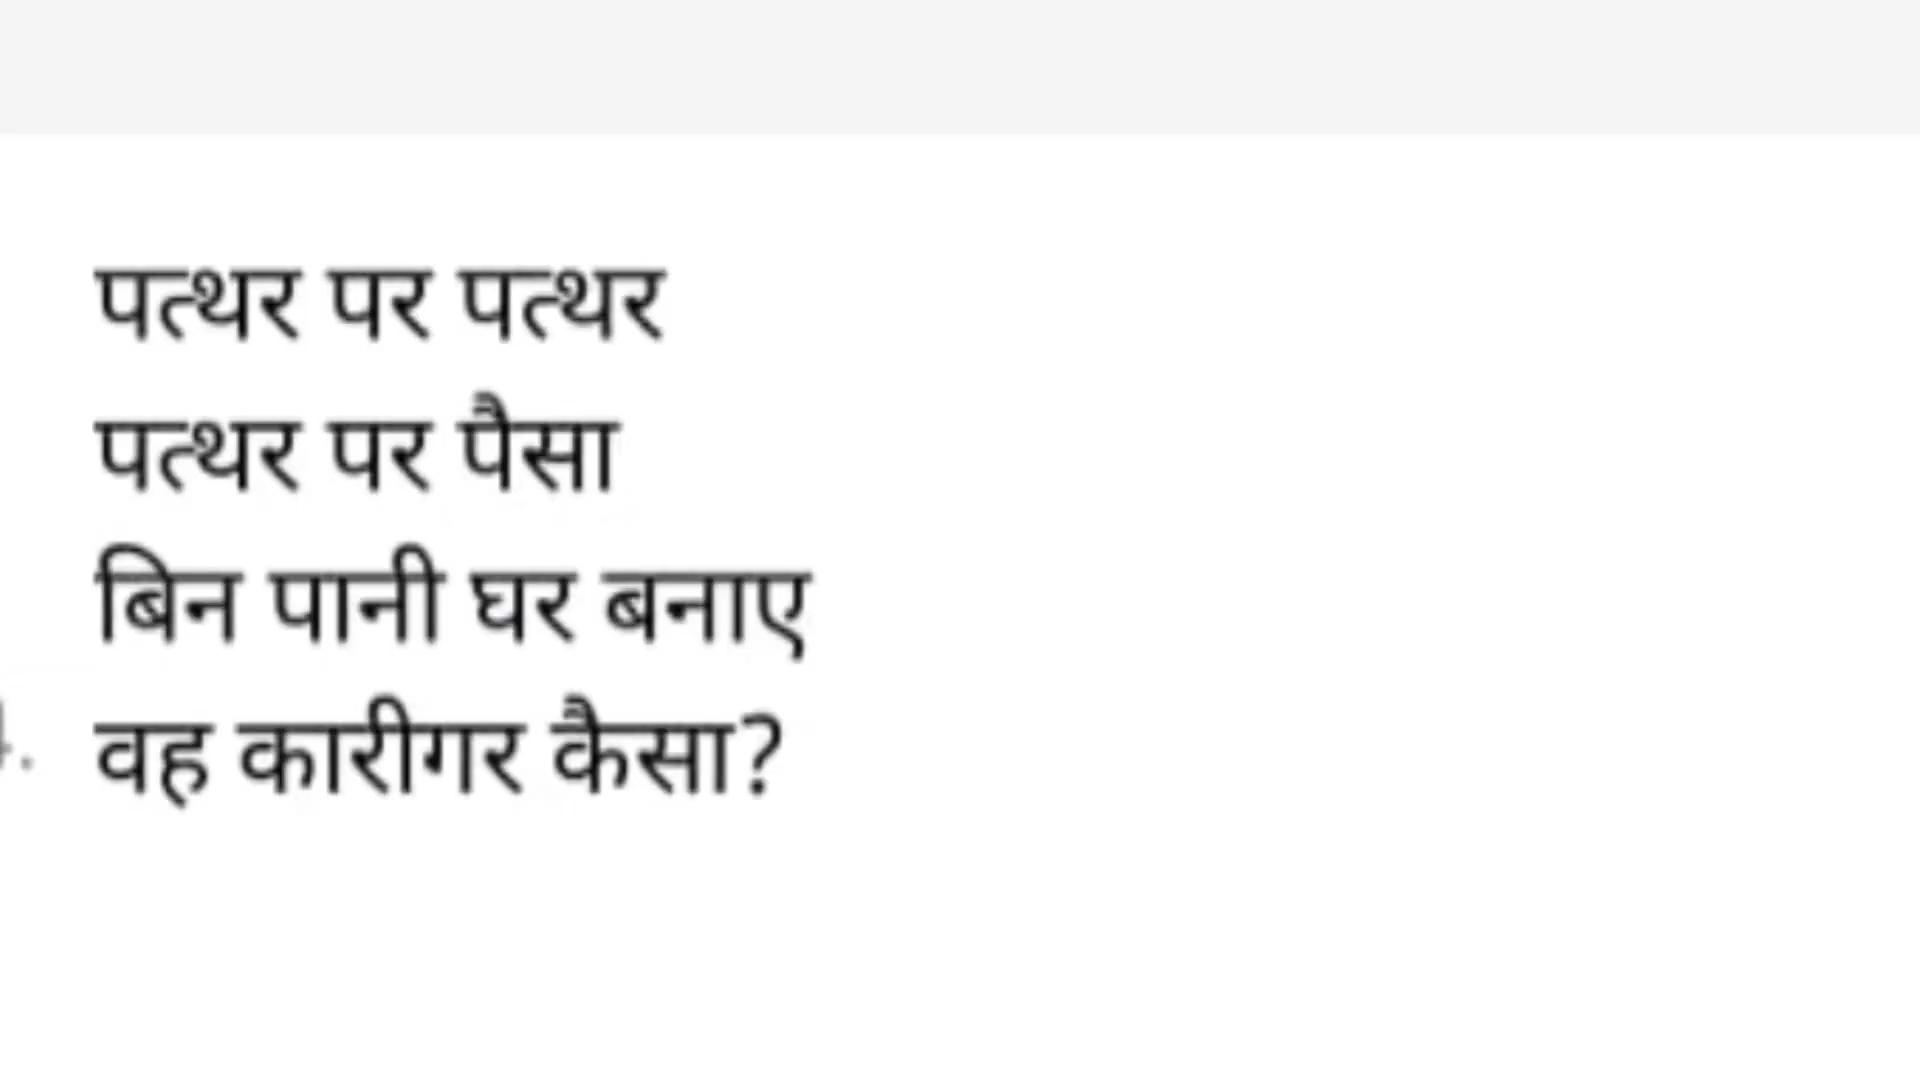 पत्थर पर पत्थर
पत्थर पर पैसा
बिन पानी घर बनाए
वह कारीगर कैसा?